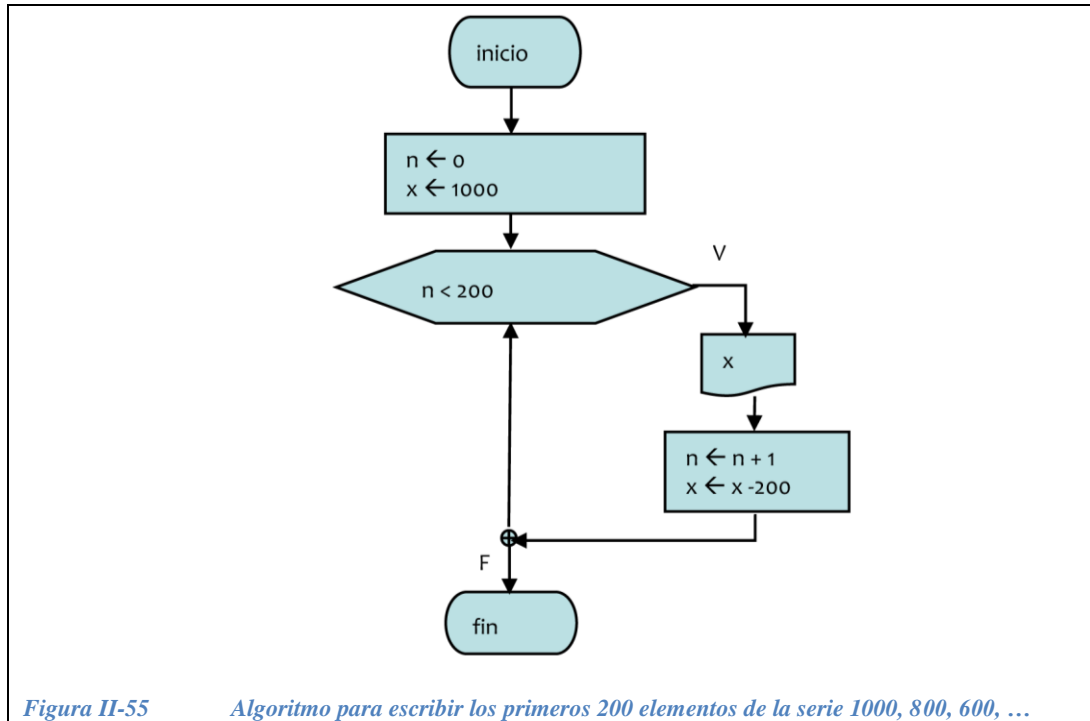 inicio
n ← 0
x ← 1000
n < 200
V
x
n ← n + 1
x ← x -200
F
fin
Figura II-55 Algoritmo para escribir los primeros 200 elementos de la serie 1000, 800, 600, …